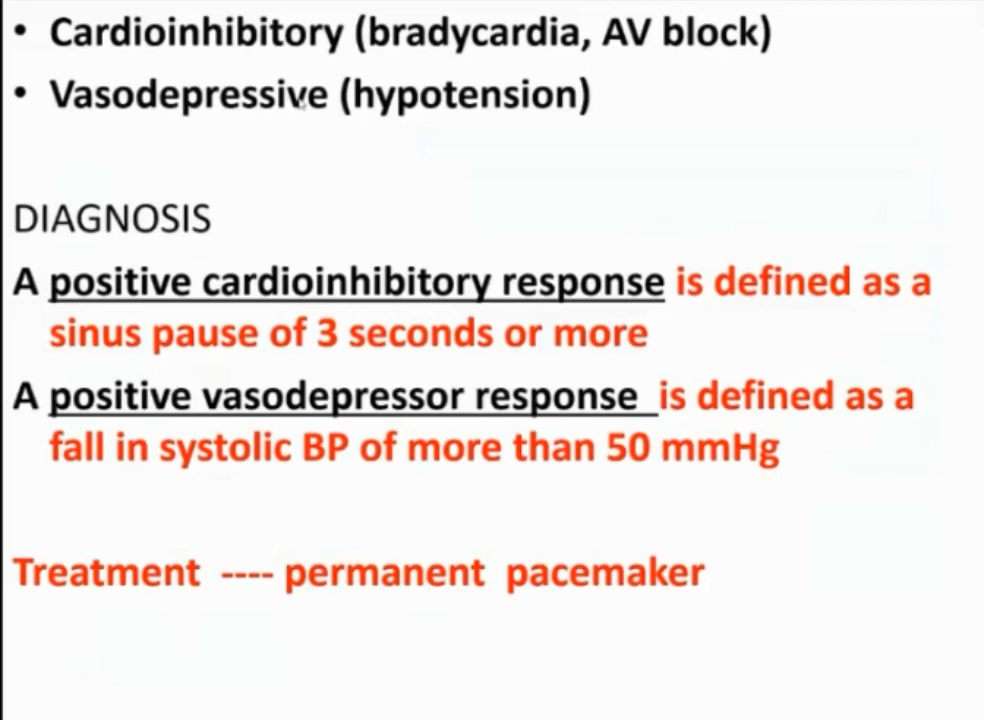 • Cardioinhibitory (bradycardia, AV block)
• Vasodepressive (hypotension)
DIAGNOSIS
A positive cardioinhibitory response is defined as a
sinus pause of 3 seconds or more
A positive vasodepressor response is defined as a
fall in systolic BP of more than 50 mmHg
Treatment ---- permanent pacemaker